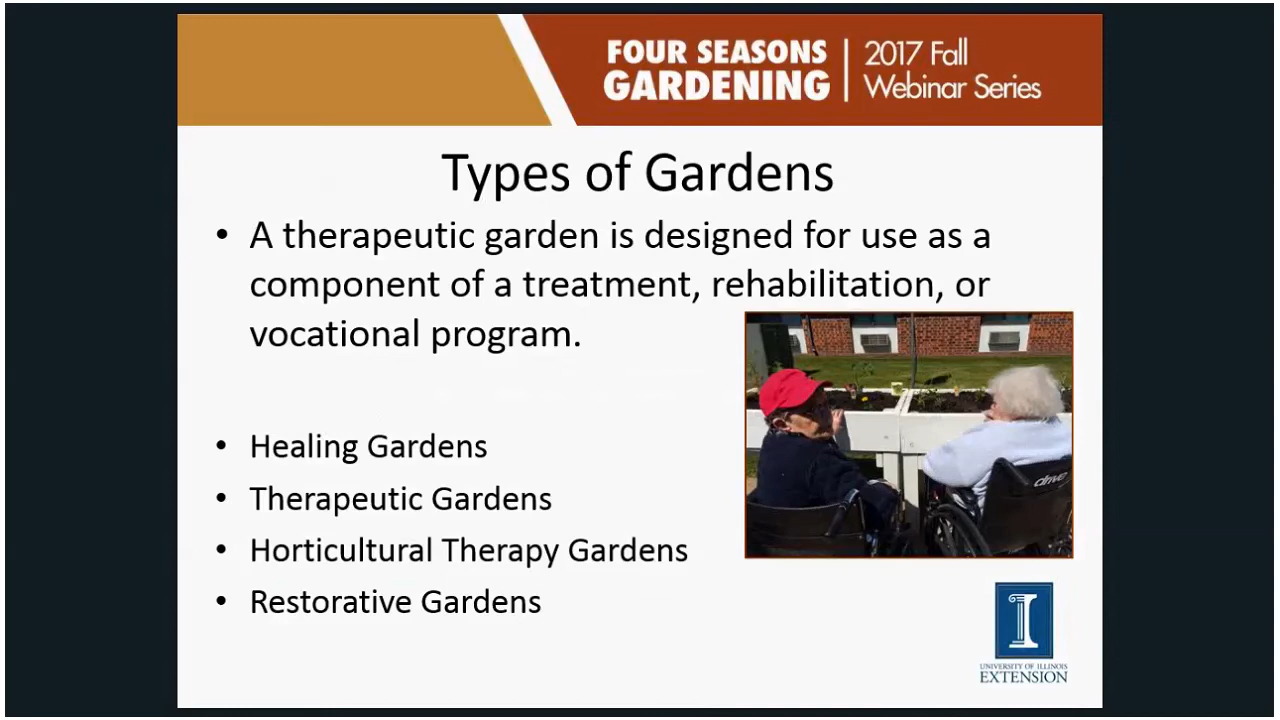 FOUR SEASONS
GARDENING
2017 Fall
Webinar Series
Types of Gardens
• A therapeutic garden is designed for use as a
component of a treatment, rehabilitation, or
vocational program.
• Healing Gardens
• Therapeutic Gardens
• Horticultural Therapy Gardens
• Restorative Gardens
drive
I
UNIVERSITY OF ILLINOIS
EXTENSION